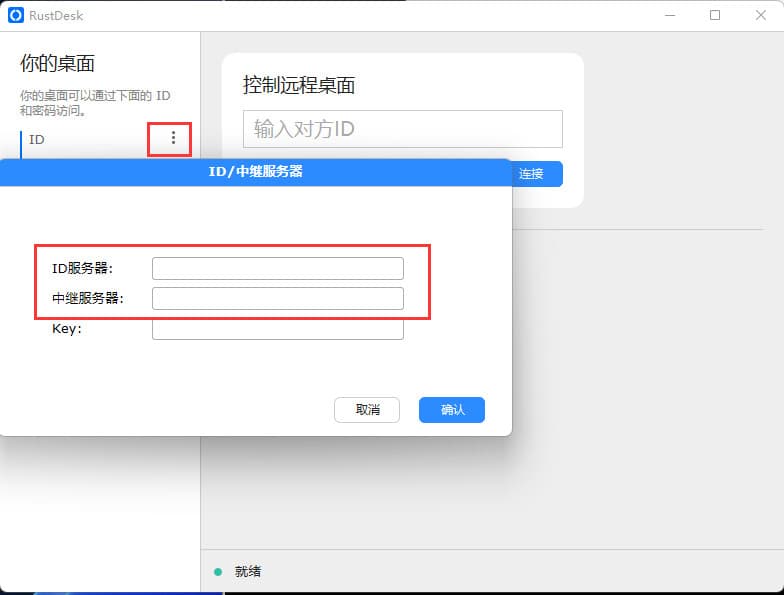 RustDesk
你的桌面
你的桌面可以通过下面的 ID
和密码访问。
ID
控制远程桌面
输入对方ID
连接
ID/中继服务器
ID服务器:
中继服务器:
Key:
取消
确认
就绪